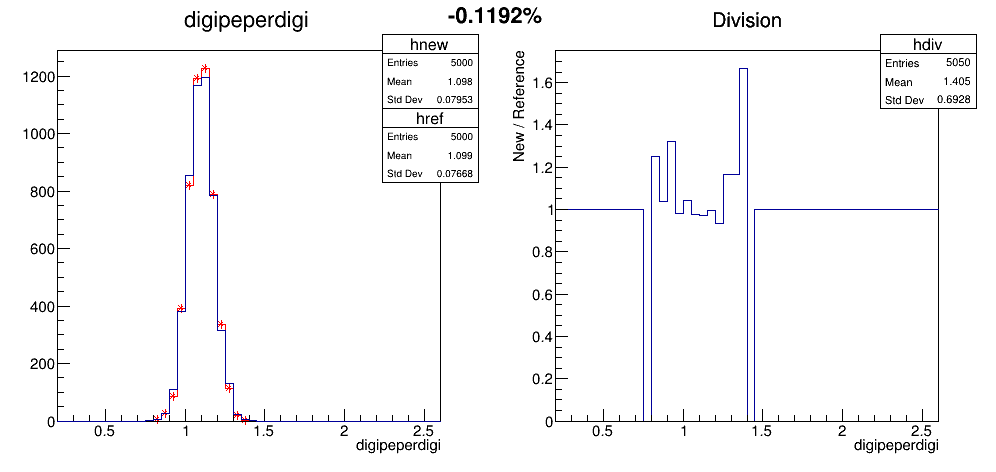 -0.1192%
digipeperdigi
hnew
Entries 5000
Mean 1.098
Std Dev 0.07953
href
Entries 5000
Mean 1.099
Std Dev 0.07668
1200
1000
800
600
400
200
0
0.5 1 1.5 2 2.5
digipeperdigi
Division
hdiv
Entries 5050
Mean 1.405
Std Dev 0.6928
New / Reference
1.6
1.4
1.2
1
0.8
0.6
0.4
0.2
0
0.5 1 1.5 2 2.5
digipeperdigi